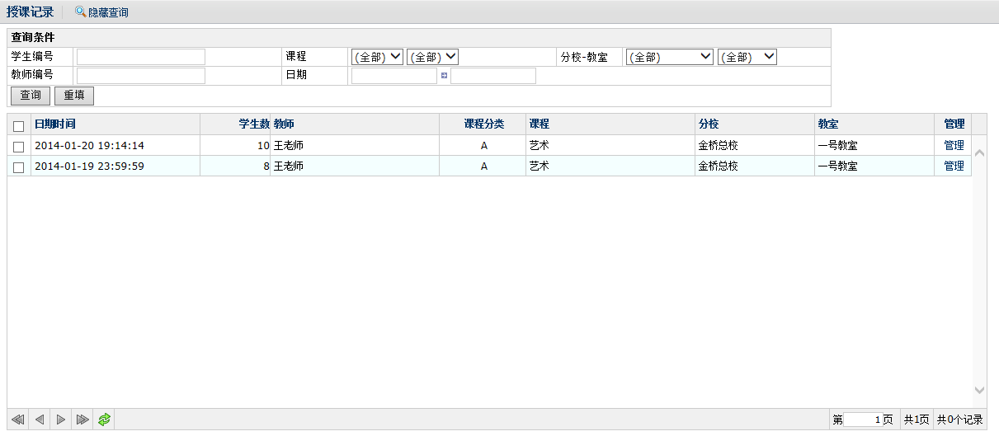 授课记录 隐藏查询
查询条件
学生编号 课程 (全部) (全部) 分校-教室 (全部) (全部)
教师编号 日期
查询 重填
日期时间 学生数 教师 课程分类 课程 分校 教室 管理
2014-01-20 19:14:14 10 王老师 A 艺术 金桥总校 一号教室 管理
2014-01-19 23:59:59 8 王老师 A 艺术 金桥总校 一号教室 管理
第 1 页 共1页 共0个记录